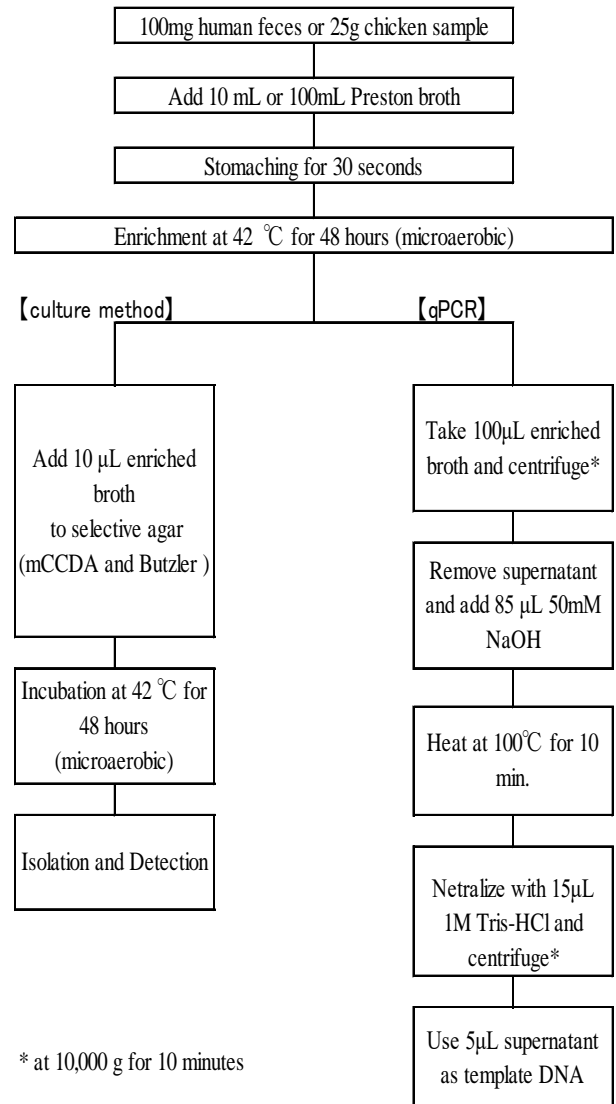 100mg human feces or 25g chicken sample
Add 10 mL or 100mL Preston broth
Stomaching for 30 seconds
Enrichment at 42 ℃ for 48 hours (microaerobic)
【culture method】
Add 10 μL enriched
broth
to selective agar
(mCCDA and Butzler )
Incubation at 42 ℃ for
48 hours
(microaerobic)
Isolation and Detection
【qPCR】
Take 100μL enriched
broth and centrifuge*
Remove supernatant
and add 85 μL 50mM
NaOH
Heat at 100℃ for 10
min.
Netralize with 15μL
1M Tris-HCl and
centrifuge*
Use 5μL supernatant
as template DNA
* at 10,000 g for 10 minutes